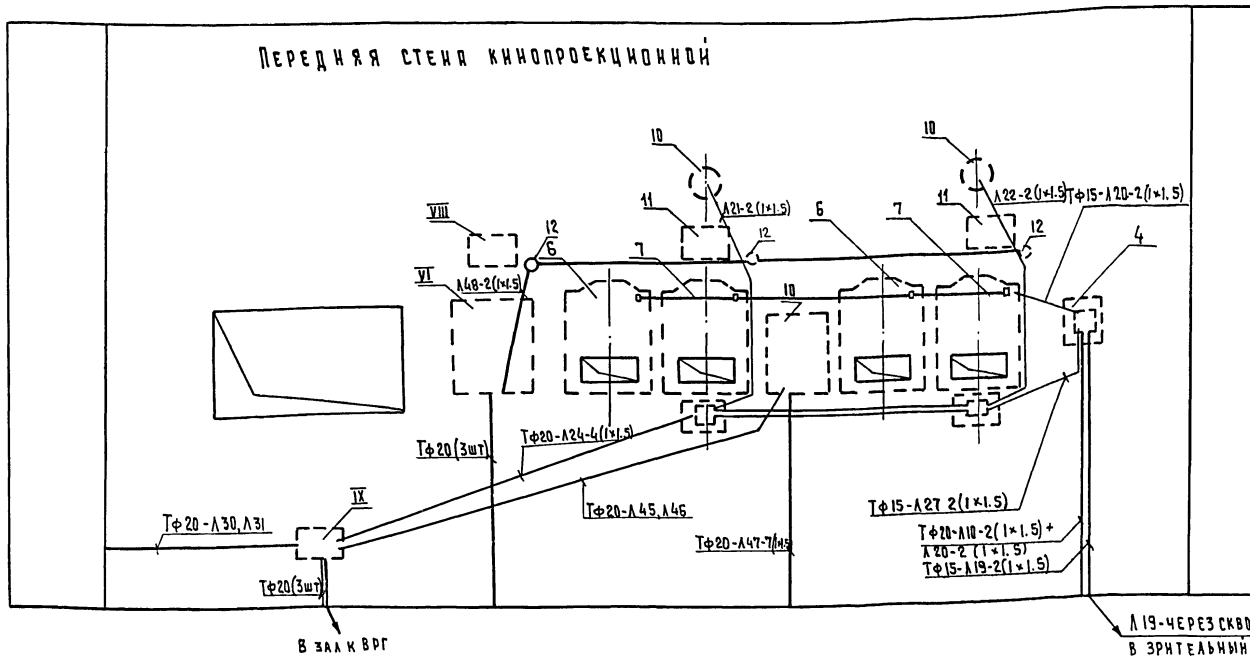 Передняя стена кинопроекционной
10
10
VIII
11
Л21-2(1×1.5)
Л22-2(1×1.5)
Тф15-Л20-2(1×1.5)
12
6
7
12
6
11
7
12
4
VI
Л48-2(1×1.5)
10
Тф20(3шт)
Тф20-Л24-4(1×1.5)
IX
Тф20-Л30,Л31
Тф20-Л45,Л46
Тф15-Л27 2(1×1.5)
Тф20-Л47-7(1×1.5)
Тф20-Л18-2(1×1.5)+
Л20-2(1×1.5)
Тф15-Л19-2(1×1.5)
Тф20(3шт)
В зал к ВРГ
Л19-через скво
в зрительный